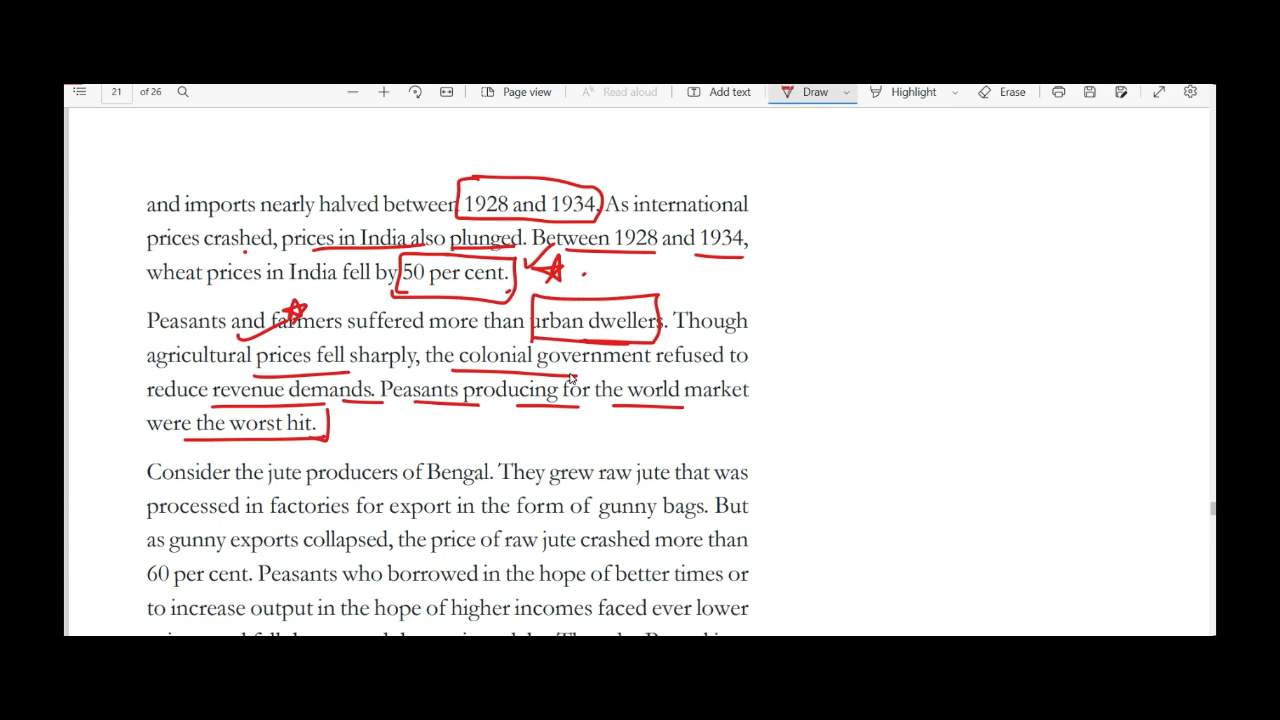 21 of 26 Page view Read aloud Add text Draw Highlight Erase
and imports nearly halved between 1928 and 1934. As international
prices crashed, prices in India also plunged. Between 1928 and 1934,
wheat prices in India fell by 50 per cent.
Peasants and farmers suffered more than urban dwellers. Though
agricultural prices fell sharply, the colonial government refused to
reduce revenue demands. Peasants producing for the world market
were the worst hit.
Consider the jute producers of Bengal. They grew raw jute that was
processed in factories for export in the form of gunny bags. But
as gunny exports collapsed, the price of raw jute crashed more than
60 per cent. Peasants who borrowed in the hope of better times or
to increase output in the hope of higher incomes faced ever lower